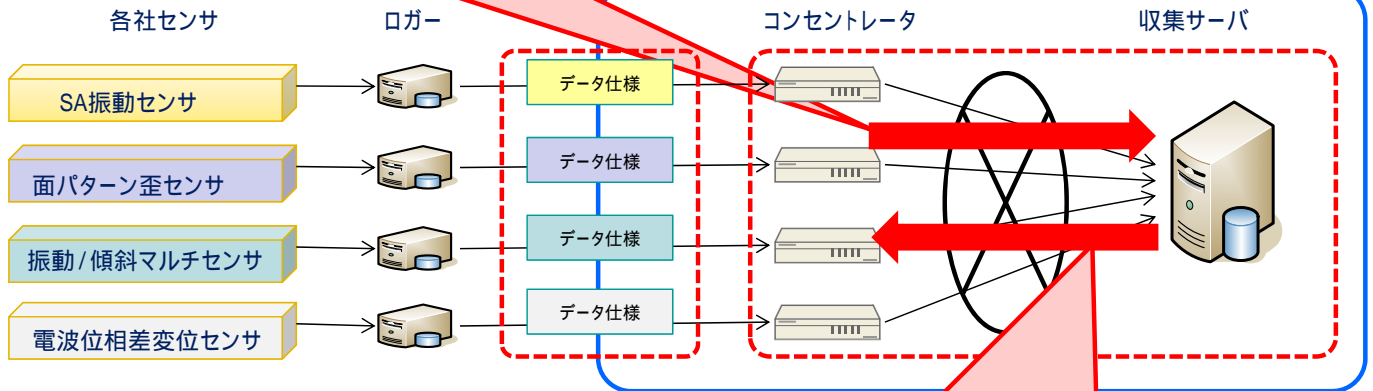 各社センサ
ロガー
コンセントレータ
収集サーバ
SA振動センサ
データ仕様
面パターン歪センサ
データ仕様
振動/傾斜マルチセンサ
データ仕様
電波位相差変位センサ
データ仕様